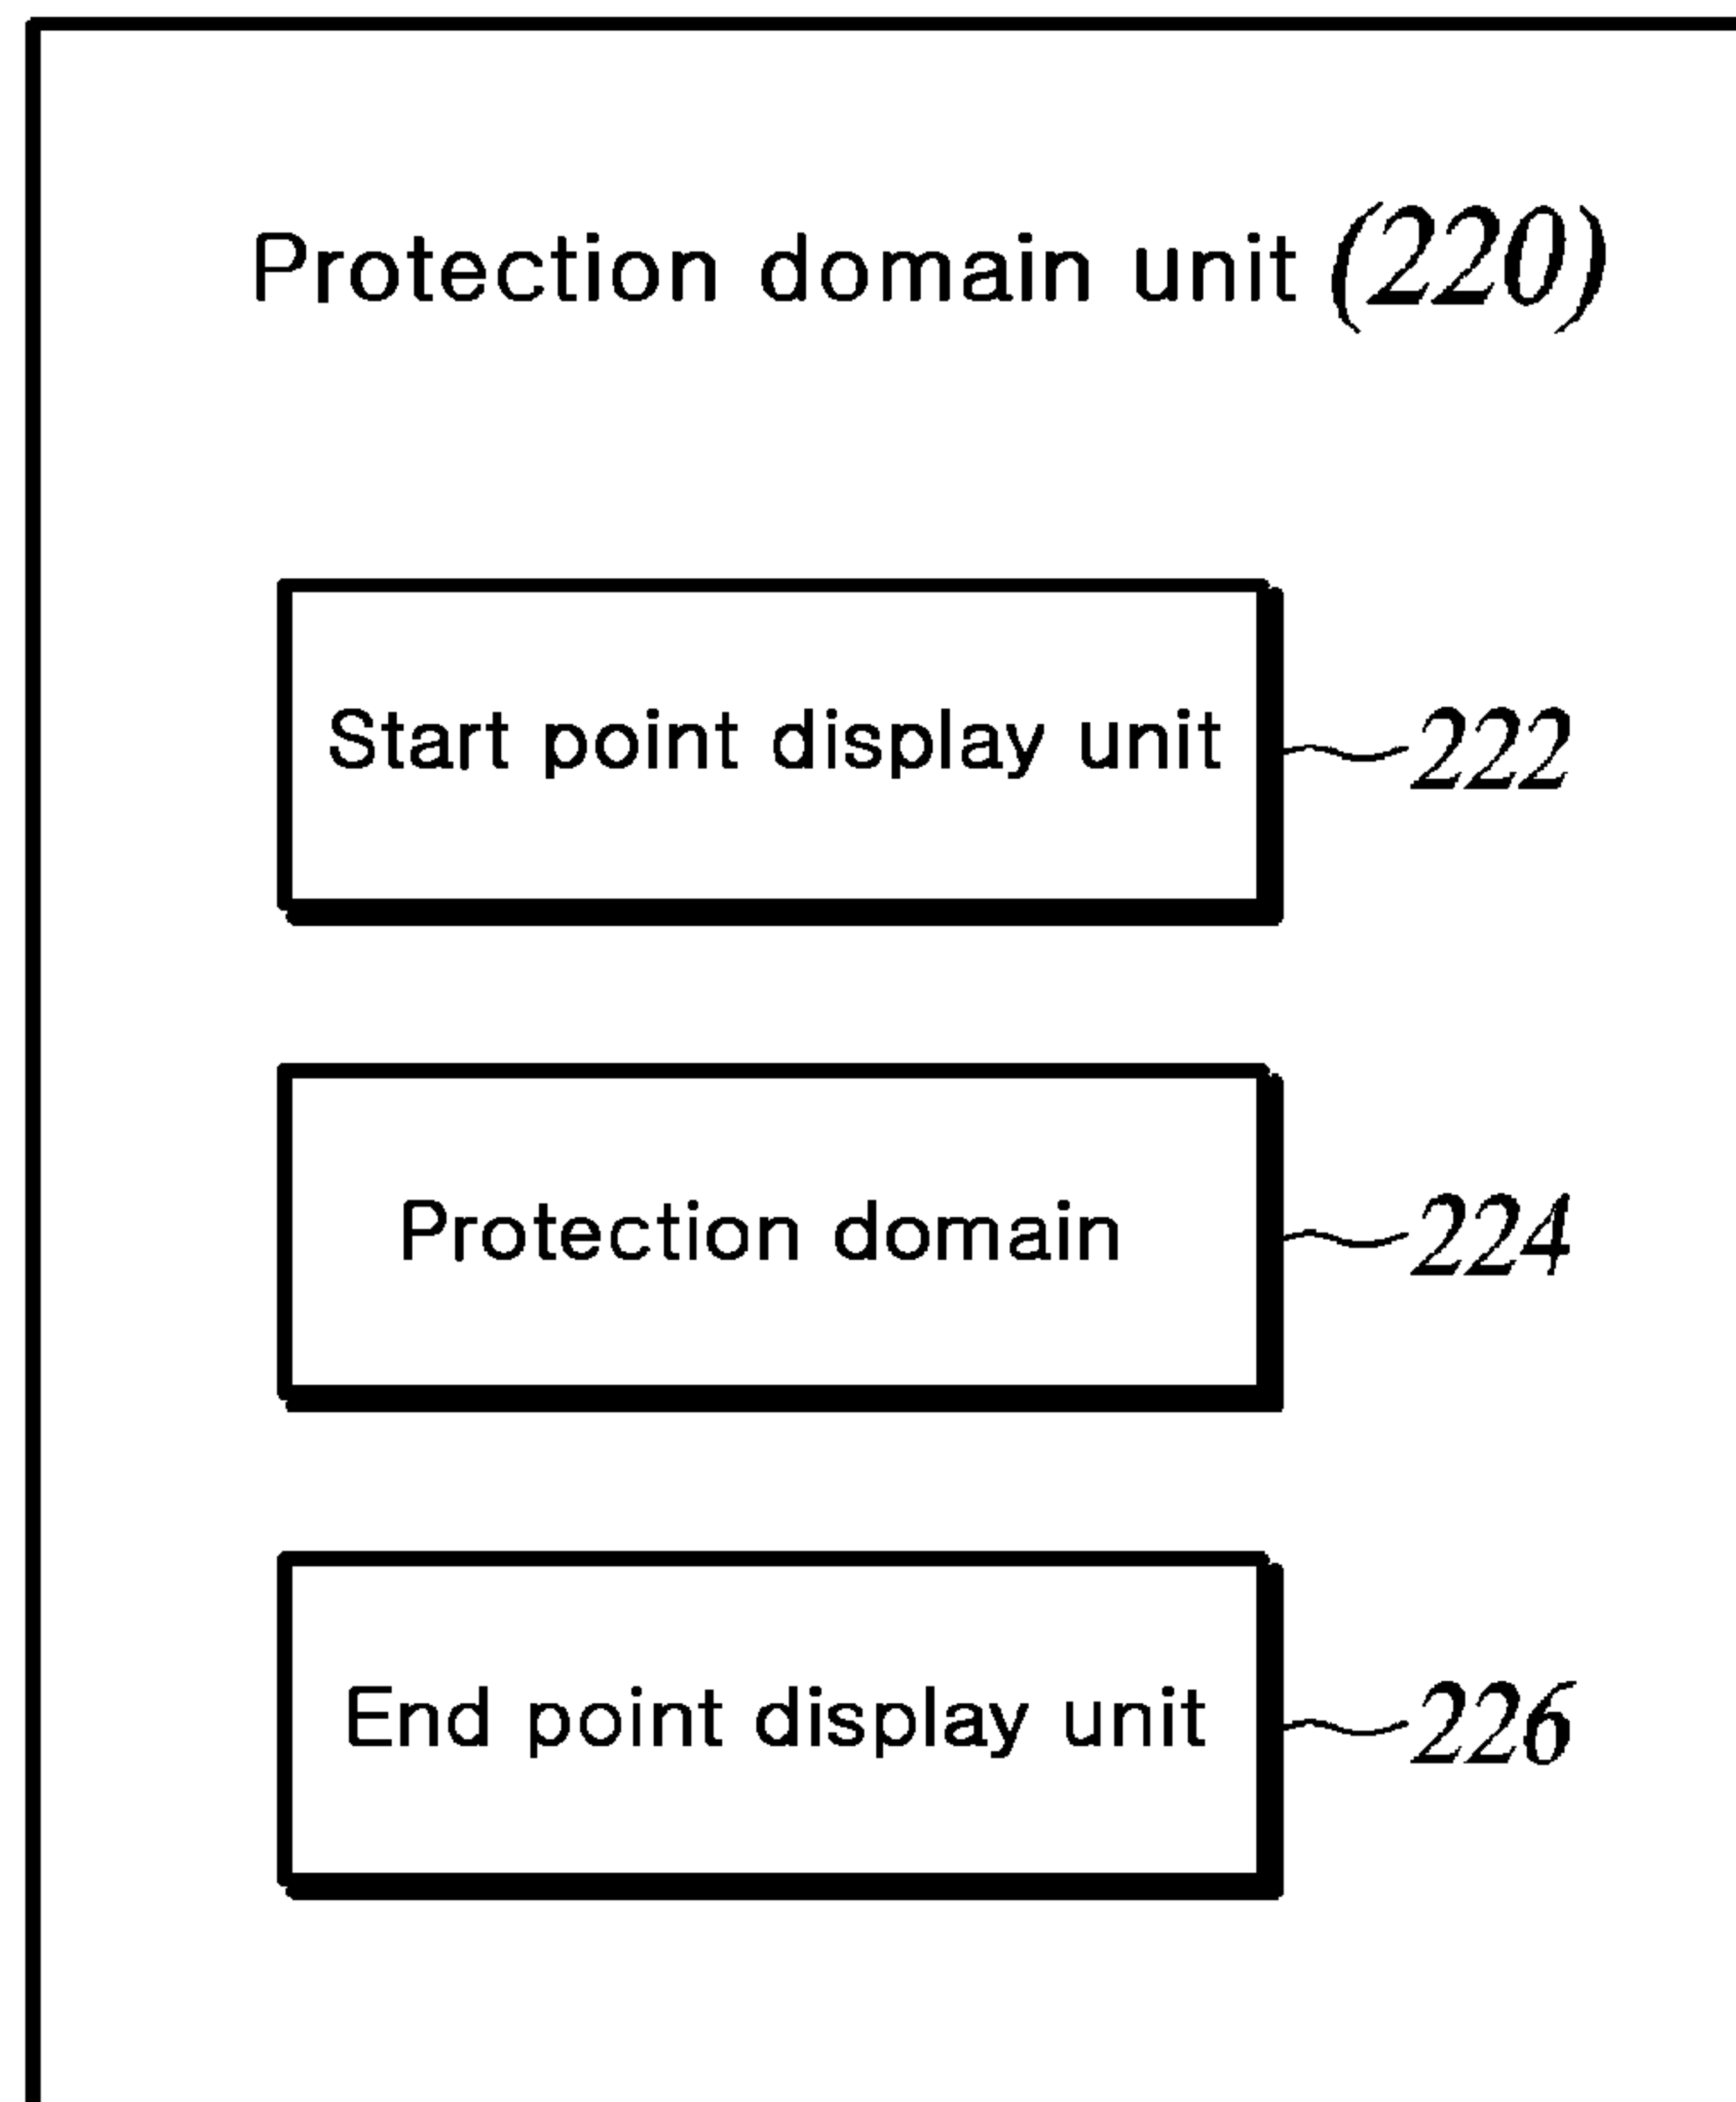 Protection domain unit (220)
Start point display unit 222
Protection domain 224
End point display unit 226